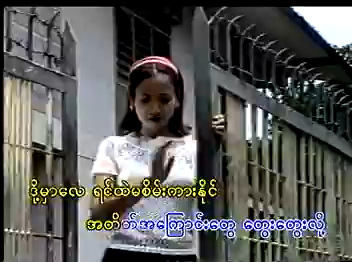 ဒို့မှာလေ ရင်ထဲမစိမ်းကားနိုင်
အတိတ်အကြောင်းတွေ တွေးတွေးလို့